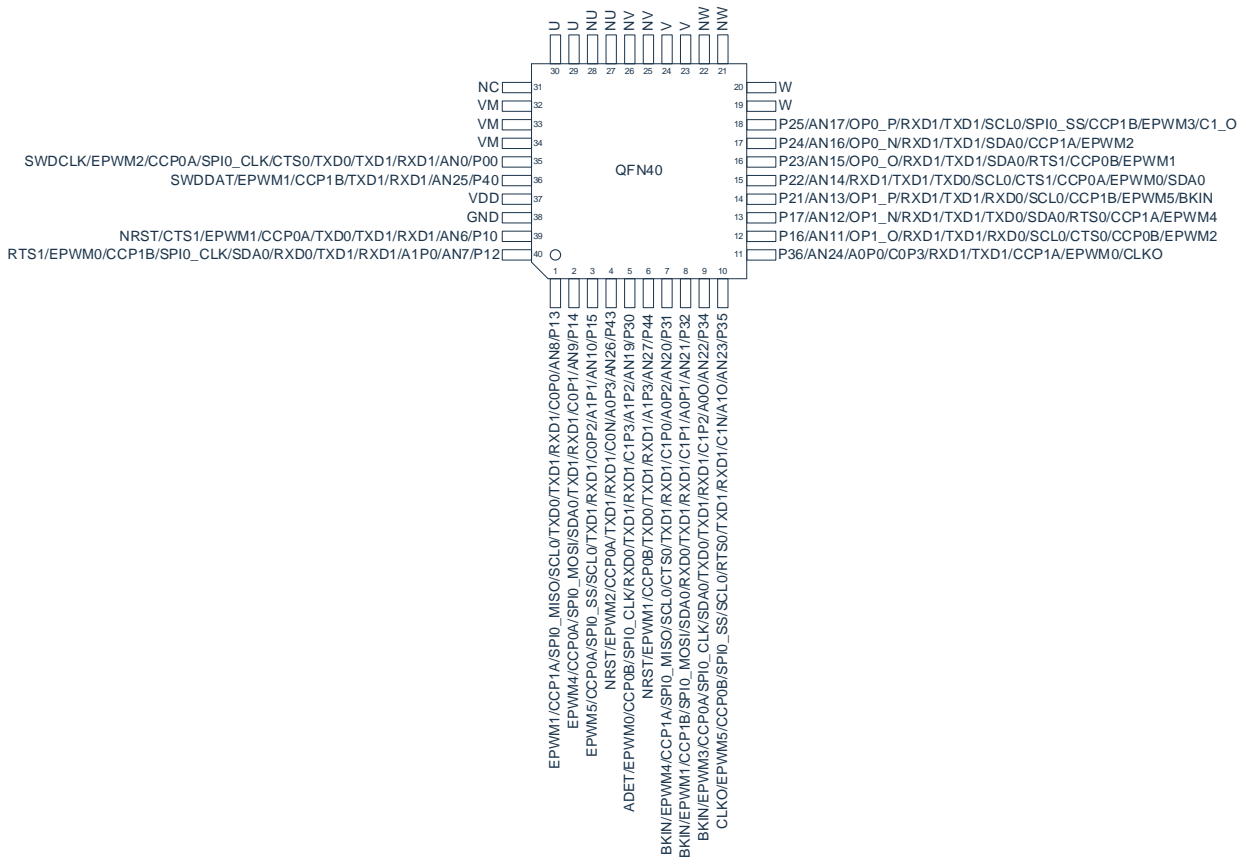 U
U
NU
NU
NV
NV
V
V
NW
NW
30
29
28
27
26
25
24
23
22
21
NC
31
VM
32
VM
33
VM
34
SWDCLK/EPWM2/CCP0A/SPI0_CLK/CTS0/TXD0/TXD1/RXD1/AN0/P00
35
SWDDAT/EPWM1/CCP1B/TXD1/RXD1/AN25/P40
36
VDD
37
GND
38
NRST/CTS1/EPWM1/CCP0A/TXD0/TXD1/RXD1/AN6/P10
39
RTS1/EPWM0/CCP1B/SPI0_CLK/SDA0/RXD0/TXD1/RXD1/A1P0/AN7/P12
40
QFN40
20
W
19
W
18
P25/AN17/OP0_P/RXD1/TXD1/SCL0/SPI0_SS/CCP1B/EPWM3/C1_O
17
P24/AN16/OP0_N/RXD1/TXD1/SDA0/CCP1A/EPWM2
16
P23/AN15/OP0_O/RXD1/TXD1/SDA0/RTS1/CCP0B/EPWM1
15
P22/AN14/RXD1/TXD1/TXD0/SCL0/CTS1/CCP0A/EPWM0/SDA0
14
P21/AN13/OP1_P/RXD1/TXD1/RXD0/SCL0/CCP1B/EPWM5/BKIN
13
P17/AN12/OP1_N/RXD1/TXD1/TXD0/SDA0/RTS0/CCP1A/EPWM4
12
P16/AN11/OP1_O/RXD1/TXD1/RXD0/SCL0/CTS0/CCP0B/EPWM2
11
P36/AN24/A0P0/C0P3/RXD1/TXD1/CCP1A/EPWM0/CLKO
1
2
3
4
5
6
7
8
9
10
EPWM1/CCP1A/SPI0_MISO/SCL0/TXD0/TXD1/RXD1/C0P0/AN8/P13
EPWM4/CCP0A/SPI0_MOSI/SDA0/TXD1/RXD1/C0P1/AN9/P14
EPWM5/CCP0A/SPI0_SS/SCL0/TXD1/RXD1/C0P2/A1P1/AN10/P15
NRST/EPWM2/CCP0A/TXD1/RXD1/C0N/A0P3/AN26/P43
ADET/EPWM0/CCP0B/SPI0_CLK/RXD0/TXD1/RXD1/C1P3/A1P2/AN19/P30
NRST/EPWM1/CCP0B/TXD0/TXD1/RXD1/A1P3/AN27/P44
BKIN/EPWM4/CCP1A/SPI0_MISO/SCL0/CTS0/TXD1/RXD1/C1P0/A0P2/AN20/P31
BKIN/EPWM1/CCP1B/SPI0_MOSI/SDA0/RXD0/TXD1/RXD1/C1P1/A0P1/AN21/P32
BKIN/EPWM3/CCP0A/SPI0_CLK/SDA0/TXD0/TXD1/RXD1/C1P2/A0O/AN22/P34
CLKO/EPWM5/CCP0B/SPI0_SS/SCL0/RTS0/TXD1/RXD1/C1N/A1O/AN23/P35